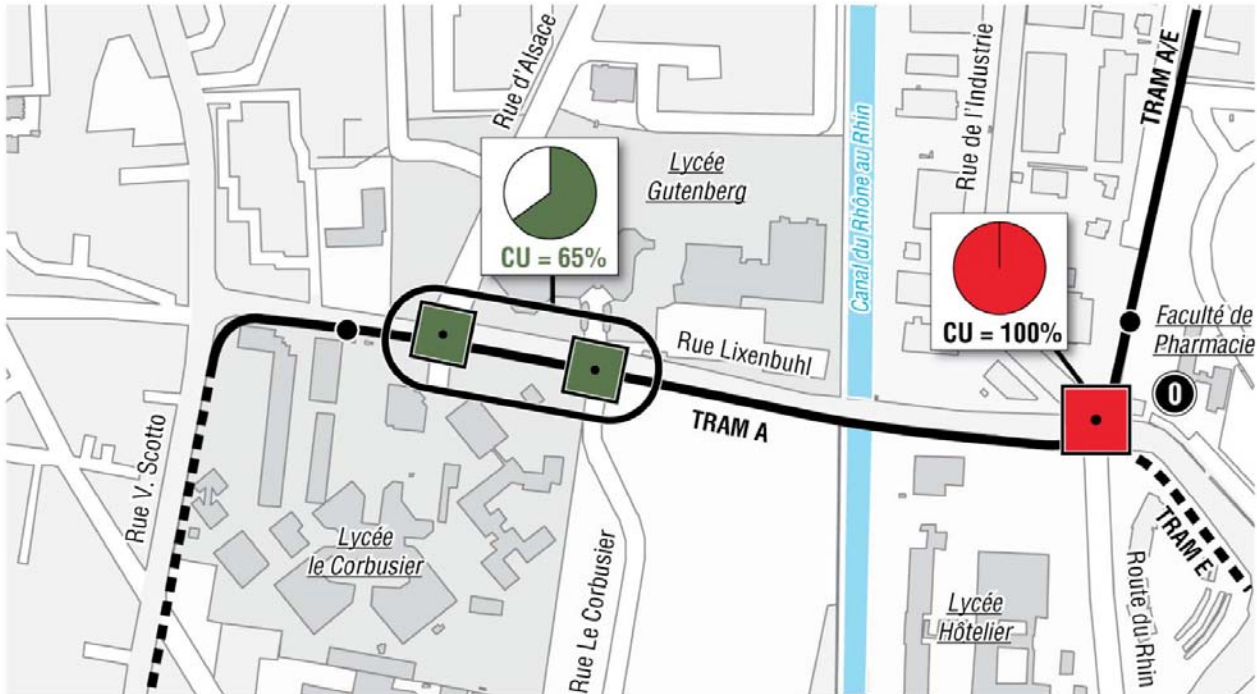 Rue d'Alsace
Rue de l'Industrie
TRAM A/E
Lycée
Gutenberg
CU = 65%
Canal du Rhône au Rhin
CU = 100%
Faculté de
Pharmacie
0
Rue Lixenbuhl
TRAM A
Rue V. Scotto
Lycée
le Corbusier
Rue Le Corbusier
Lycée
Hôtelier
Route du Rhin
TRAM E